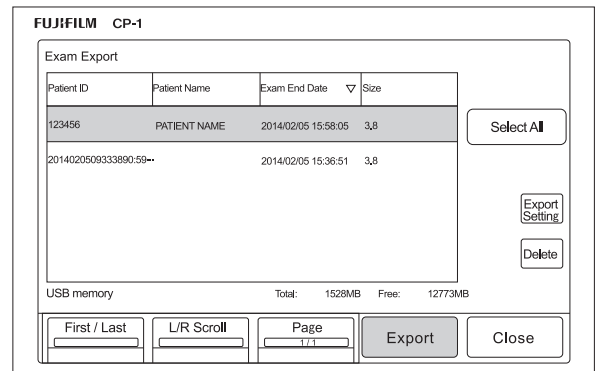 FUJIFILM CP-1
Exam Export
Patient ID Patient Name Exam End Date ▽ Size
123456 PATIENT NAME 2014/02/05 15:58:05 3.8
Select All
2014020509333890:59--- 2014/02/05 15:36:51 3.8
Export
Setting
Delete
USB memory Total: 1528MB Free: 12773MB
First / Last L/R Scroll Page Export Close
1 / 1